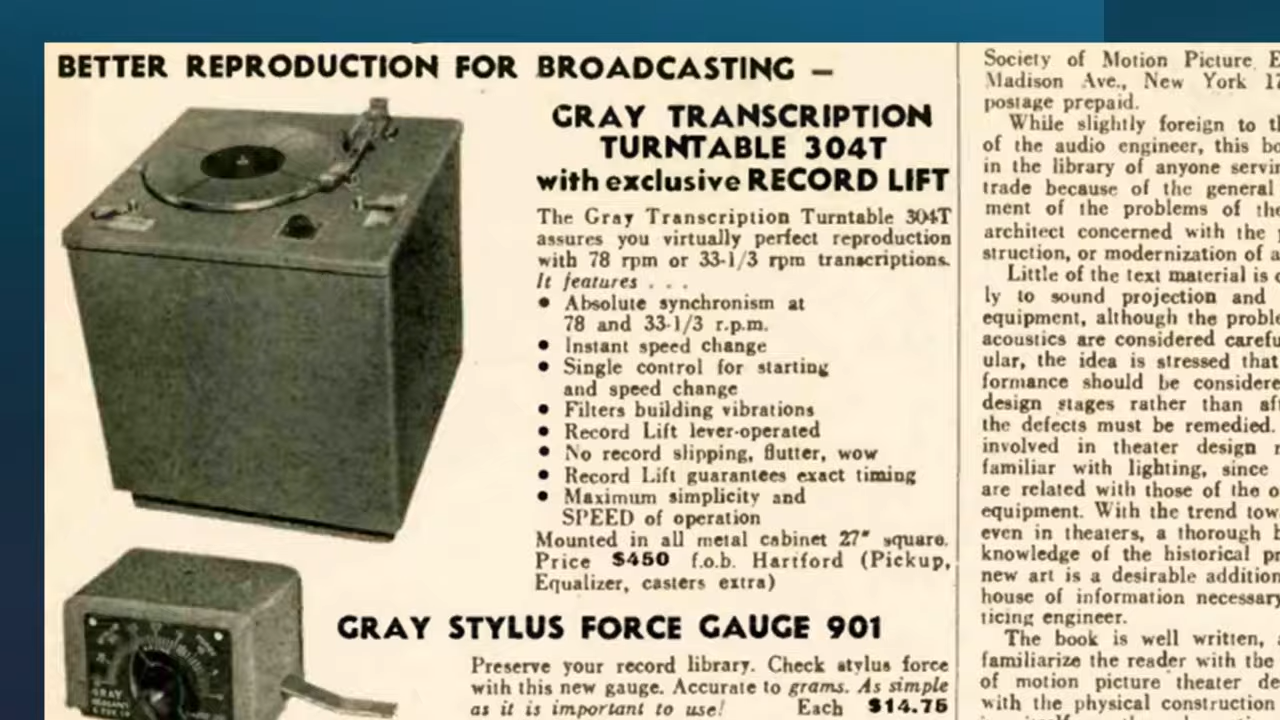 BETTER REPRODUCTION FOR BROADCASTING —
GRAY TRANSCRIPTION
TURNTABLE 304T
with exclusive RECORD LIFT
The Gray Transcription Turntable 304T
assures you virtually perfect reproduction
with 78 rpm or 33-1/3 rpm transcriptions.
It features . . .
• Absolute synchronism at
78 and 33-1/3 r.p.m.
• Instant speed change
• Single control for starting
and speed change
• Filters building vibrations
• Record Lift lever-operated
• No record slipping, flutter, wow
• Record Lift guarantees exact timing
• Maximum simplicity and
SPEED of operation
Mounted in all metal cabinet 27" square.
Price $450 f.o.b. Hartford (Pickup,
Equalizer, casters extra)
GRAY STYLUS FORCE GAUGE 901
Preserve your record library. Check stylus force
with this new gauge. Accurate to grams. As simple
as it is important to use! Each $14.75
GRAY
Society of Motion Picture E
Madison Ave., New York 17
postage prepaid.
While slightly foreign to th
of the audio engineer, this bo
in the library of anyone servin
trade because of the general
ment of the problems of the
architect concerned with the
struction, or modernization of a
Little of the text material is
ly to sound projection and
equipment, although the proble
acoustics are considered carefu
ular, the idea is stressed that
formance should be considere
design stages rather than aft
the defects must be remedied.
involved in theater design
familiar with lighting, since
are related with those of the o
equipment. With the trend tow
even in theaters, a thorough b
knowledge of the historical pr
new art is a desirable addition
house of information necessary
ticing engineer.
The book is well written,
familiarize the reader with the
of motion picture theater de
with the physical construction